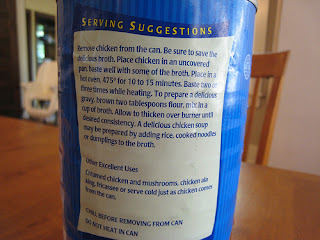 SERVING SUGGESTIONS
Remove chicken from the can. Be sure to save the
delicious broth. Place chicken in an uncovered
pan, baste well with some of the broth. Place in a
hot oven, 475° for 10 to 15 minutes. Baste two or
three times while heating. To prepare a delicious
gravy, brown two tablespoons flour, mix in a
cup of broth. Allow to thicken over burner until
desired consistency. A delicious chicken soup
may be prepared by adding rice, cooked noodles
or dumplings to the broth.
Other Excellent Uses
Creamed chicken and mushrooms, chicken ala
king, fricassee or serve cold just as chicken comes
from the can.
CHILL BEFORE REMOVING FROM CAN
DO NOT HEAT IN CAN